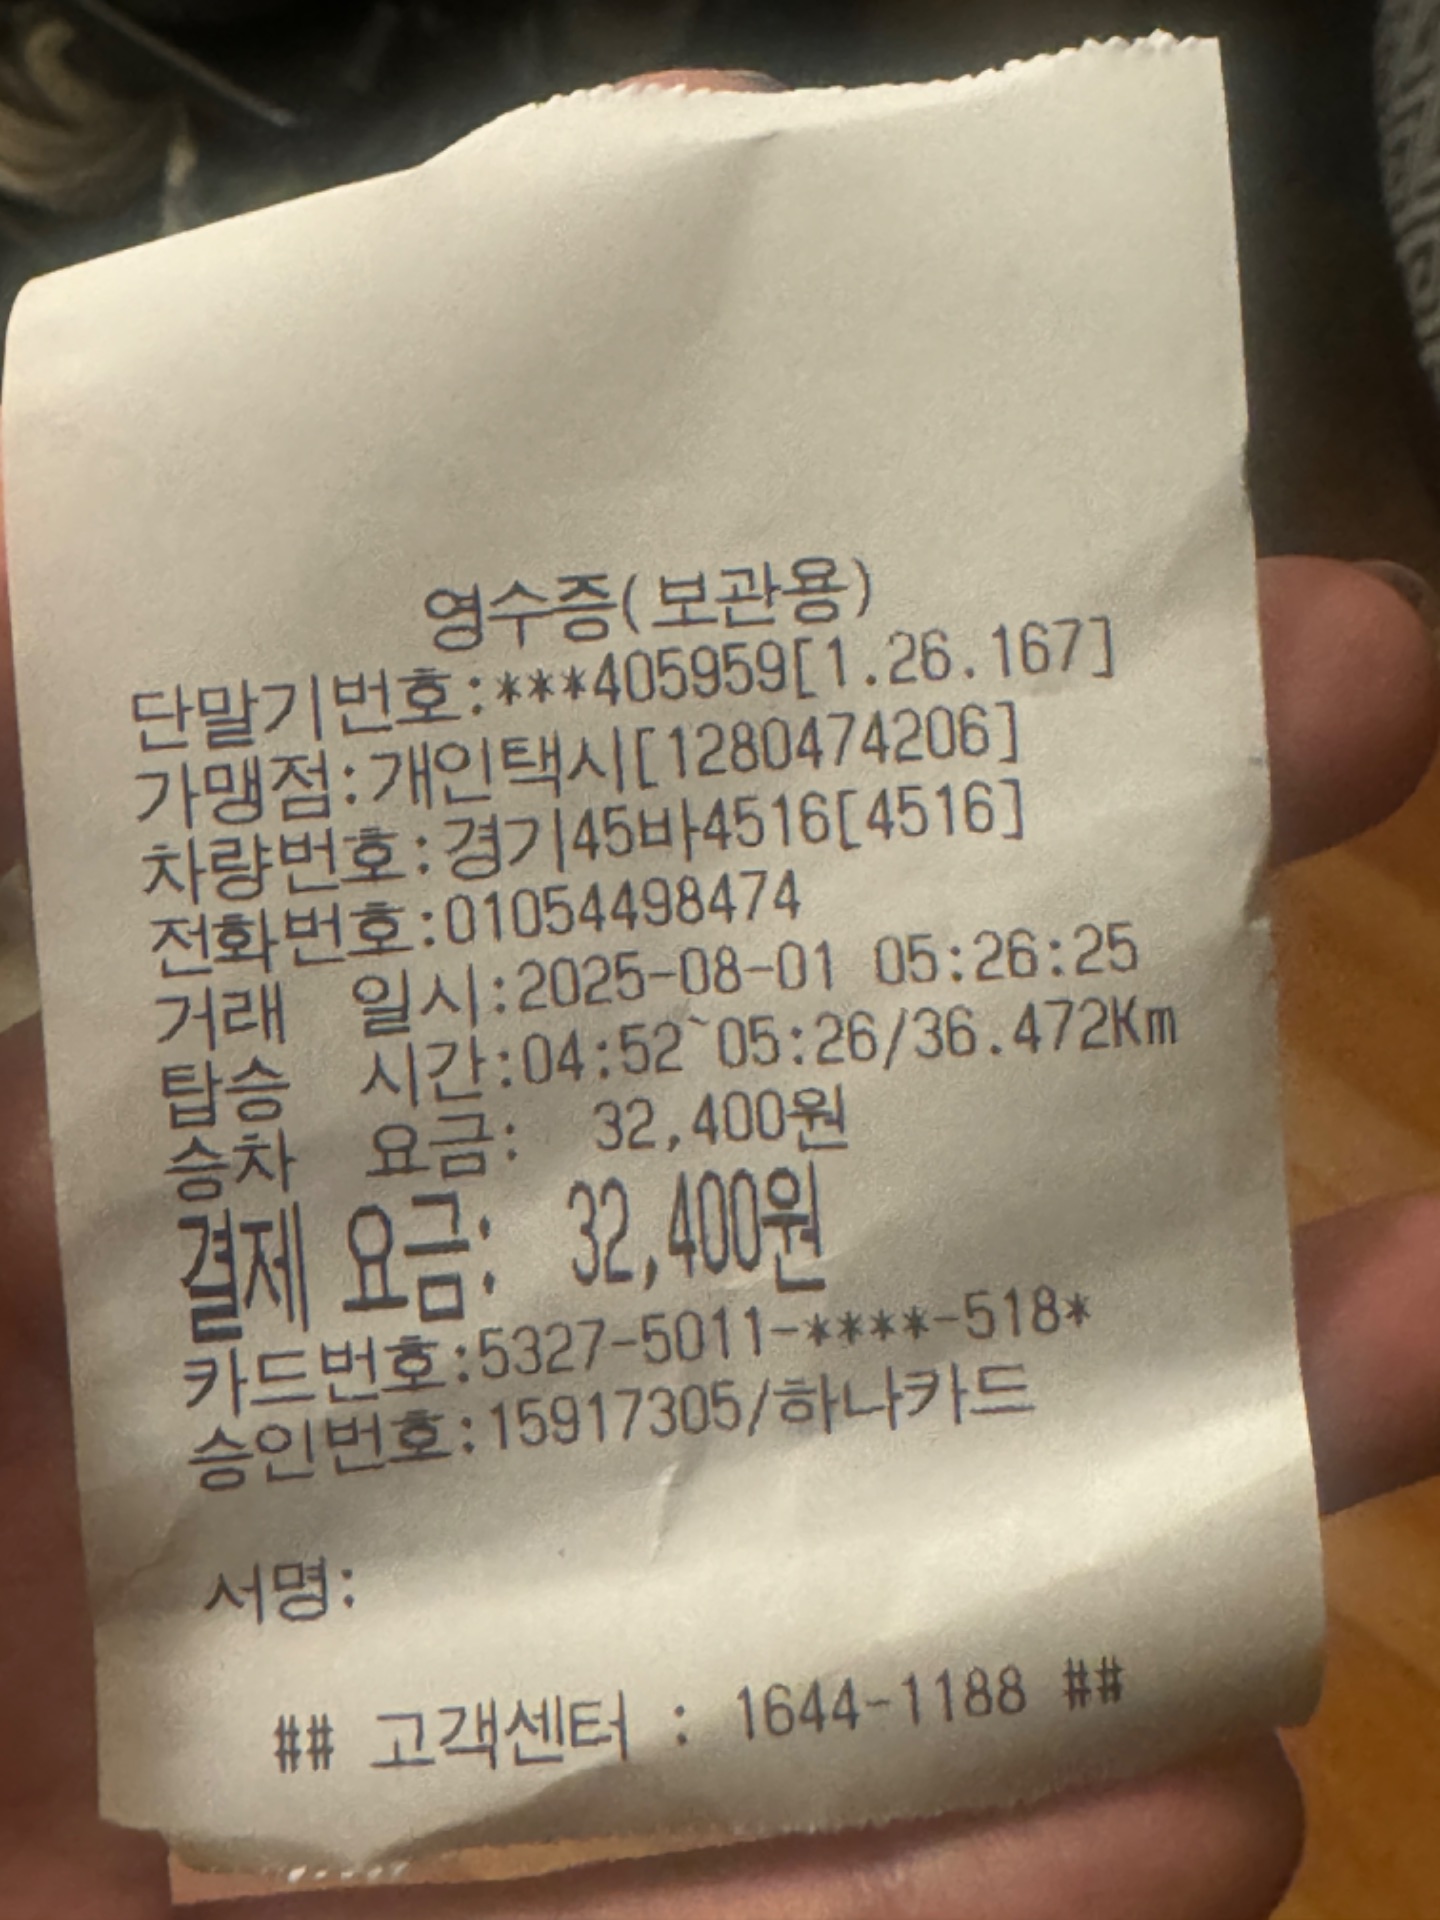 영수증(보관용)
단말기번호:***405959[1.26.167]
가맹점:개인택시[1280474206]
차량번호:경기45바4516[4516]
전화번호:01054498474
거래 일시:2025-08-01 05:26:25
탑승 시간:04:52~05:26/36.472Km
승차 요금: 32,400원
결제 요금: 32,400원
카드번호:5327-5011-****-518*
승인번호:15917305/하나카드
서명:
## 고객센터 : 1644-1188 ##